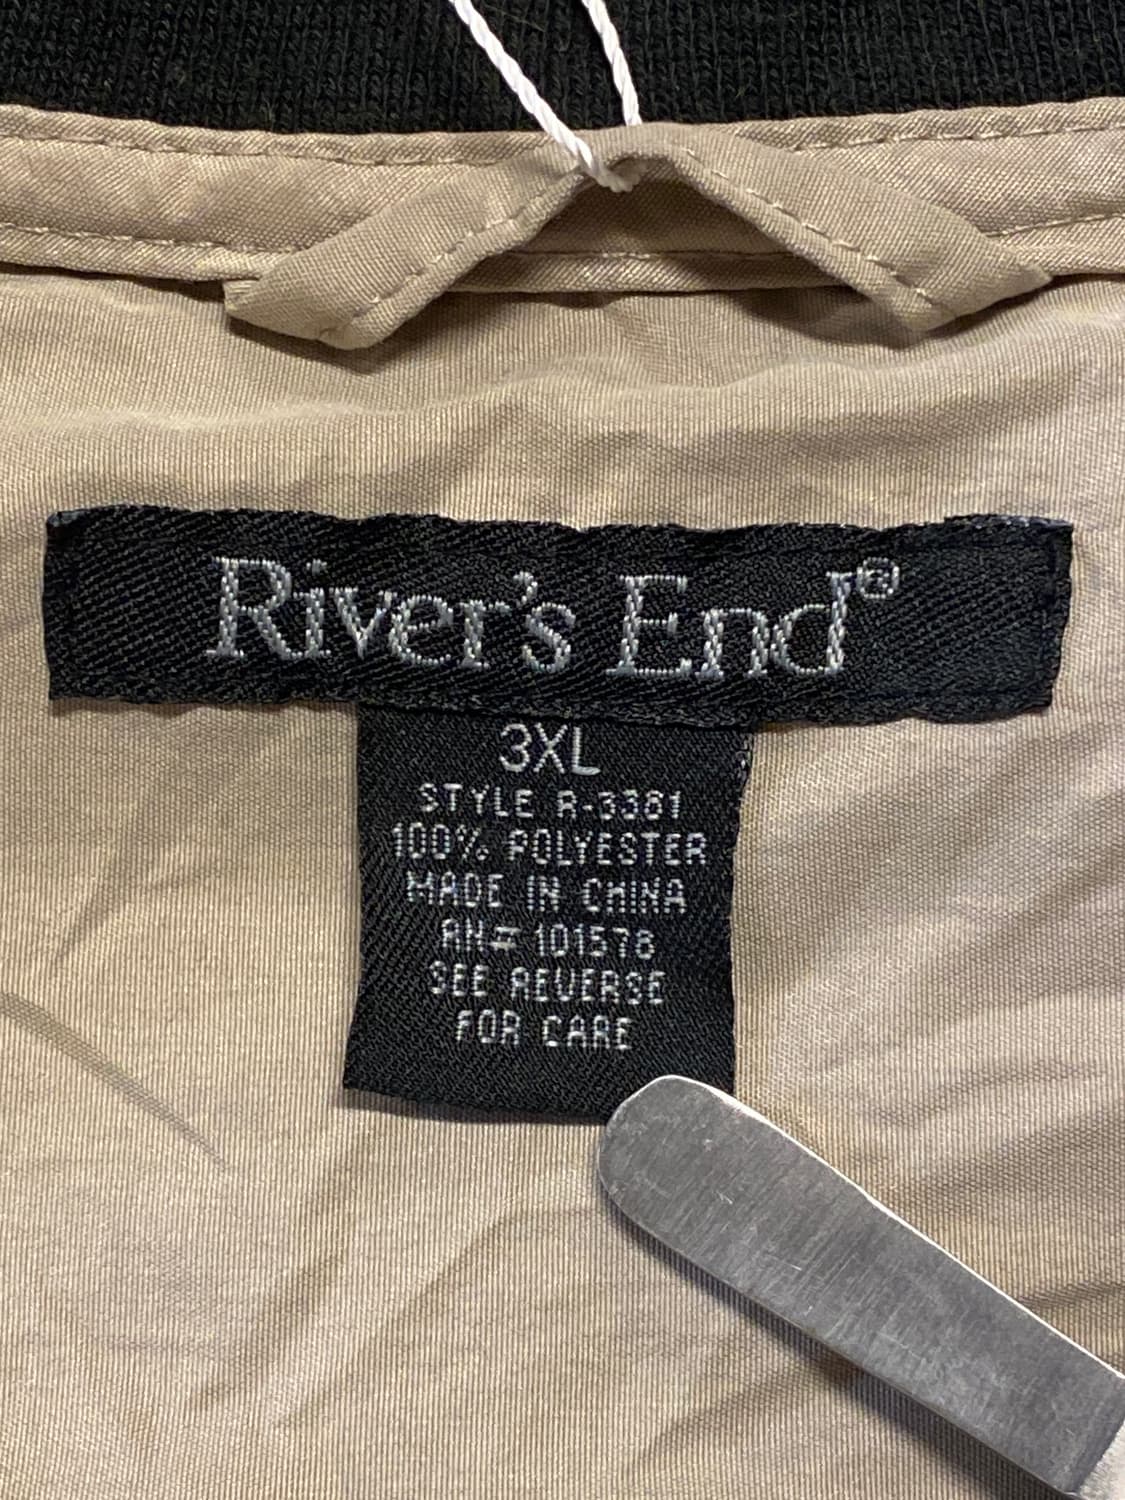 River's End®
3XL
STYLE R-3381
100% POLYESTER
MADE IN CHINA
RN# 101578
SEE REVERSE
FOR CARE